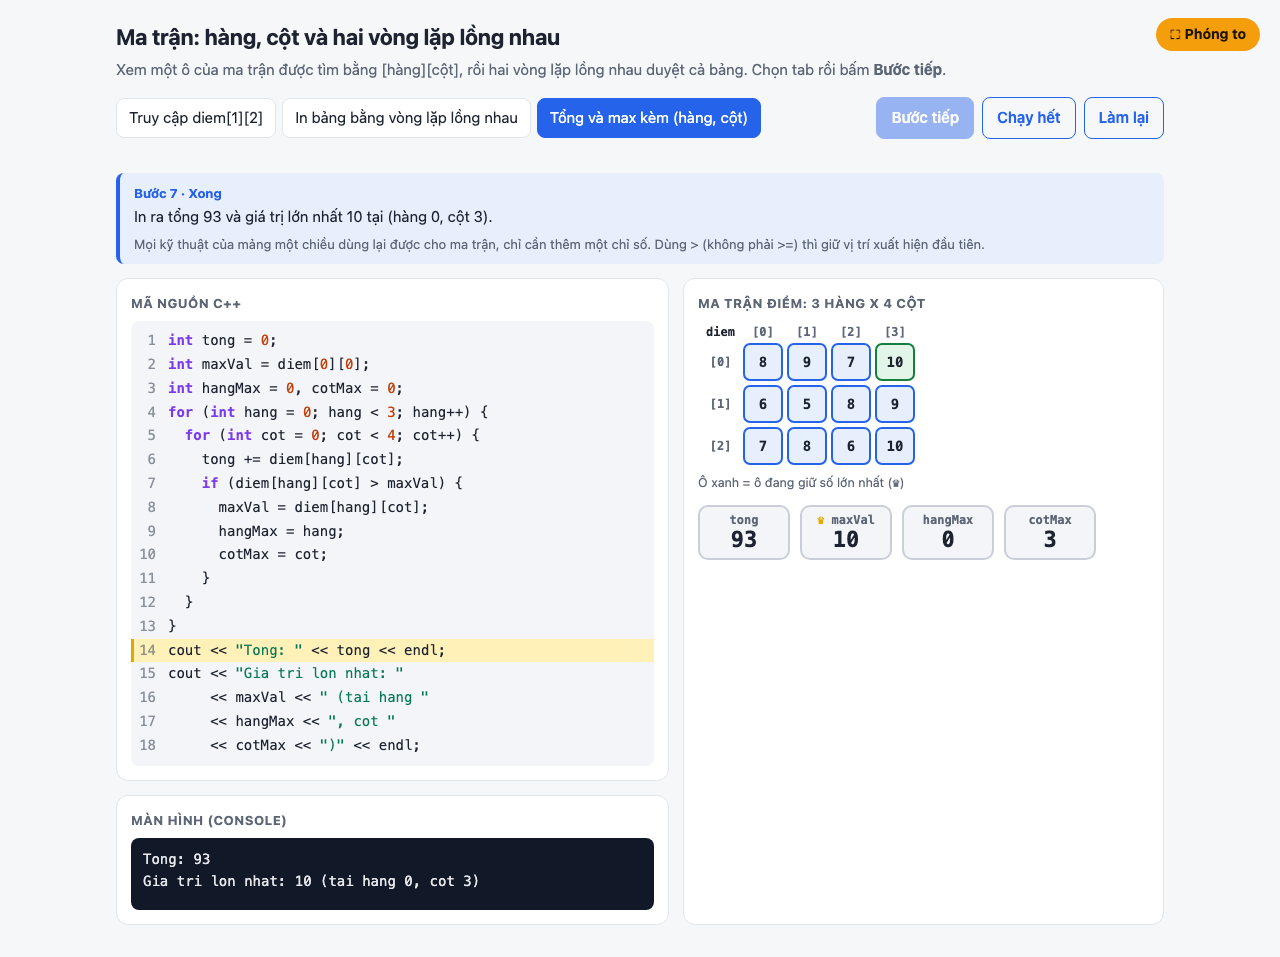 Ma trận: hàng, cột và hai vòng lặp lồng nhau
⛶ Phóng to
Xem một ô của ma trận được tìm bằng [hàng][cột], rồi hai vòng lặp lồng nhau duyệt cả bảng. Chọn tab rồi bấm Bước tiếp.
Truy cập diem[1][2]
In bảng bằng vòng lặp lồng nhau
Tổng và max kèm (hàng, cột)
Bước tiếp
Chạy hết
Làm lại
Bước 7 · Xong
In ra tổng 93 và giá trị lớn nhất 10 tại (hàng 0, cột 3).
Mọi kỹ thuật của mảng một chiều dùng lại được cho ma trận, chỉ cần thêm một chỉ số. Dùng > (không phải >=) thì giữ vị trí xuất hiện đầu tiên.
MÃ NGUỒN C++
1 int tong = 0;
2 int maxVal = diem[0][0];
3 int hangMax = 0, cotMax = 0;
4 for (int hang = 0; hang < 3; hang++) {
5   for (int cot = 0; cot < 4; cot++) {
6     tong += diem[hang][cot];
7     if (diem[hang][cot] > maxVal) {
8       maxVal = diem[hang][cot];
9       hangMax = hang;
10       cotMax = cot;
11     }
12   }
13 }
14 cout << "Tong: " << tong << endl;
15 cout << "Gia tri lon nhat: "
16      << maxVal << " (tai hang "
17      << hangMax << ", cot "
18      << cotMax << ")" << endl;
MÀN HÌNH (CONSOLE)
Tong: 93
Gia tri lon nhat: 10 (tai hang 0, cot 3)
MA TRẬN ĐIỂM: 3 HÀNG X 4 CỘT
diem [0] [1] [2] [3]
[0] 8 9 7 10
[1] 6 5 8 9
[2] 7 8 6 10
Ô xanh = ô đang giữ số lớn nhất (♛)
tong ♛ maxVal hangMax cotMax
93 10 0 3